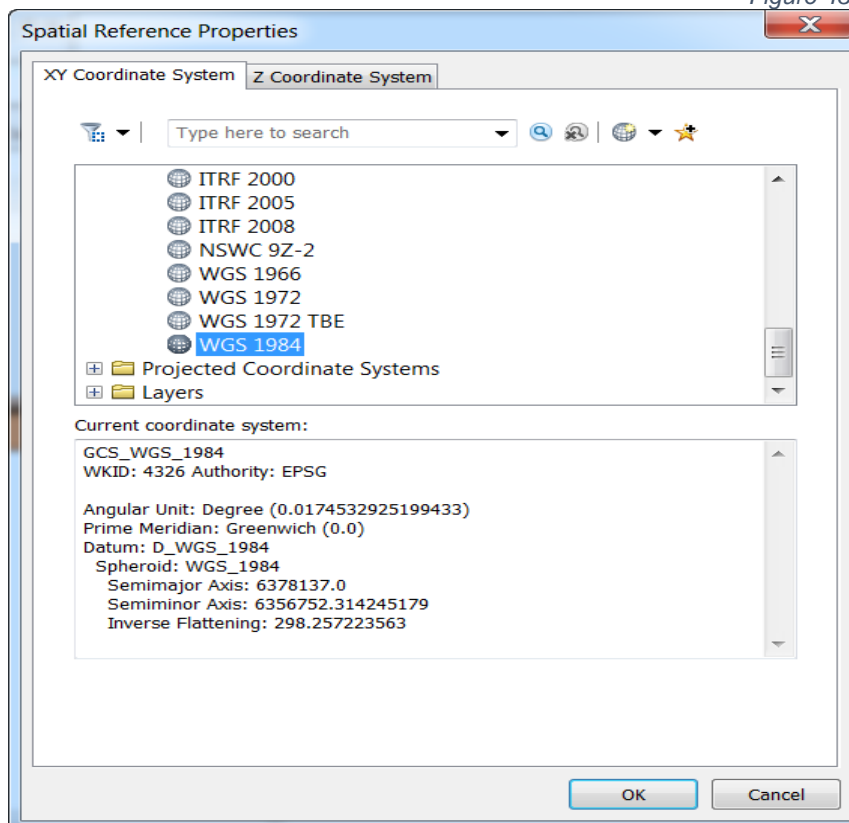 Spatial Reference Properties
XY Coordinate System Z Coordinate System
Type here to search
ITRF 2000
ITRF 2005
ITRF 2008
NSWC 9Z-2
WGS 1966
WGS 1972
WGS 1972 TBE
WGS 1984
Projected Coordinate Systems
Layers
Current coordinate system:
GCS_WGS_1984
WKID: 4326 Authority: EPSG
Angular Unit: Degree (0.0174532925199433)
Prime Meridian: Greenwich (0.0)
Datum: D_WGS_1984
Spheroid: WGS_1984
Semimajor Axis: 6378137.0
Semiminor Axis: 6356752.314245179
Inverse Flattening: 298.257223563
OK Cancel